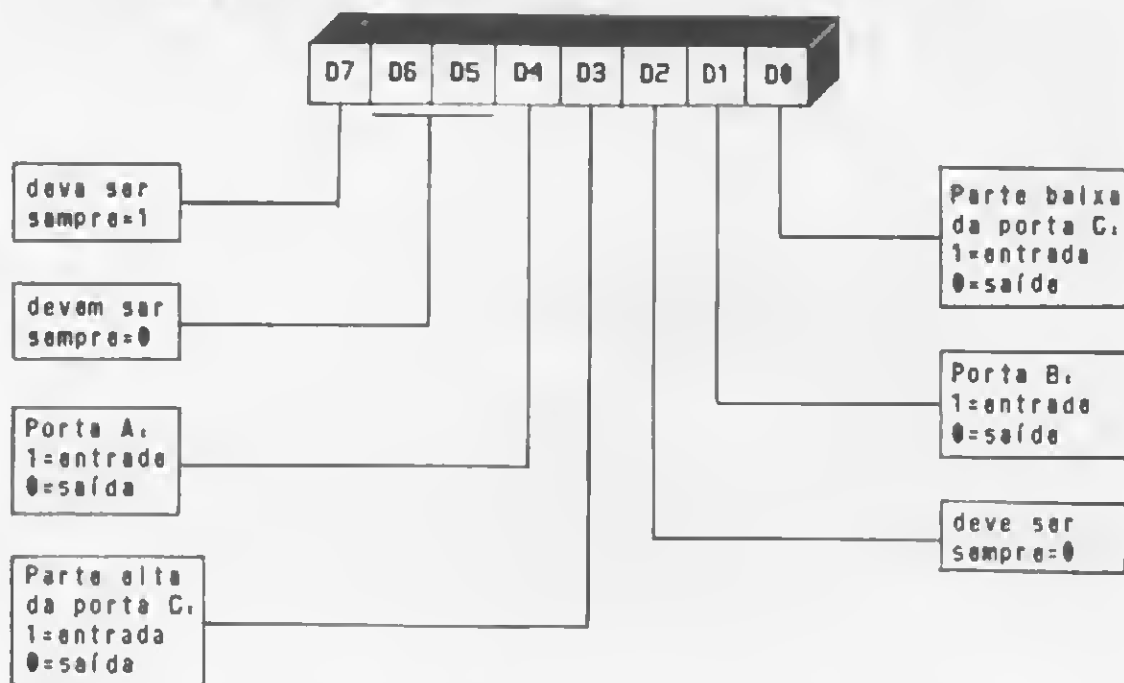 D7 D6 D5 D4 D3 D2 D1 D0
deve ser
sempre=1
devem ser
sempre=0
Porta A:
1=entrada
0=saída
Parte alta
da porta C:
1=entrada
0=saída
Parte baixa
da porta C:
1=entrada
0=saída
Porta B:
1=entrada
0=saída
deve ser
sempre=0